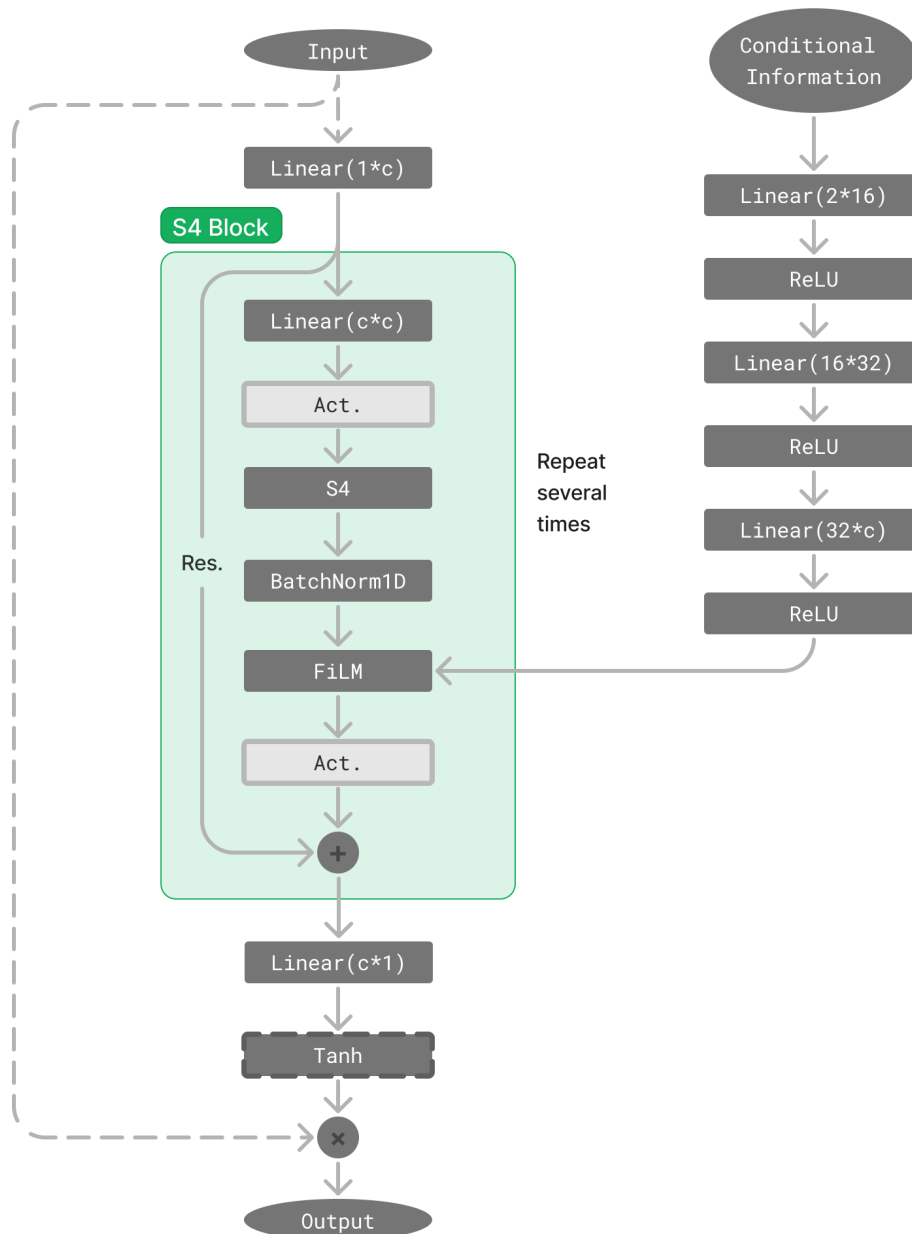 Input
Linear(1*c)
S4 Block
Linear(c*c)
Act.
S4
Res.
BatchNorm1D
FiLM
Act.
+
Linear(c*1)
Tanh
×
Output
Repeat
several
times
Conditional
Information
Linear(2*16)
ReLU
Linear(16*32)
ReLU
Linear(32*c)
ReLU